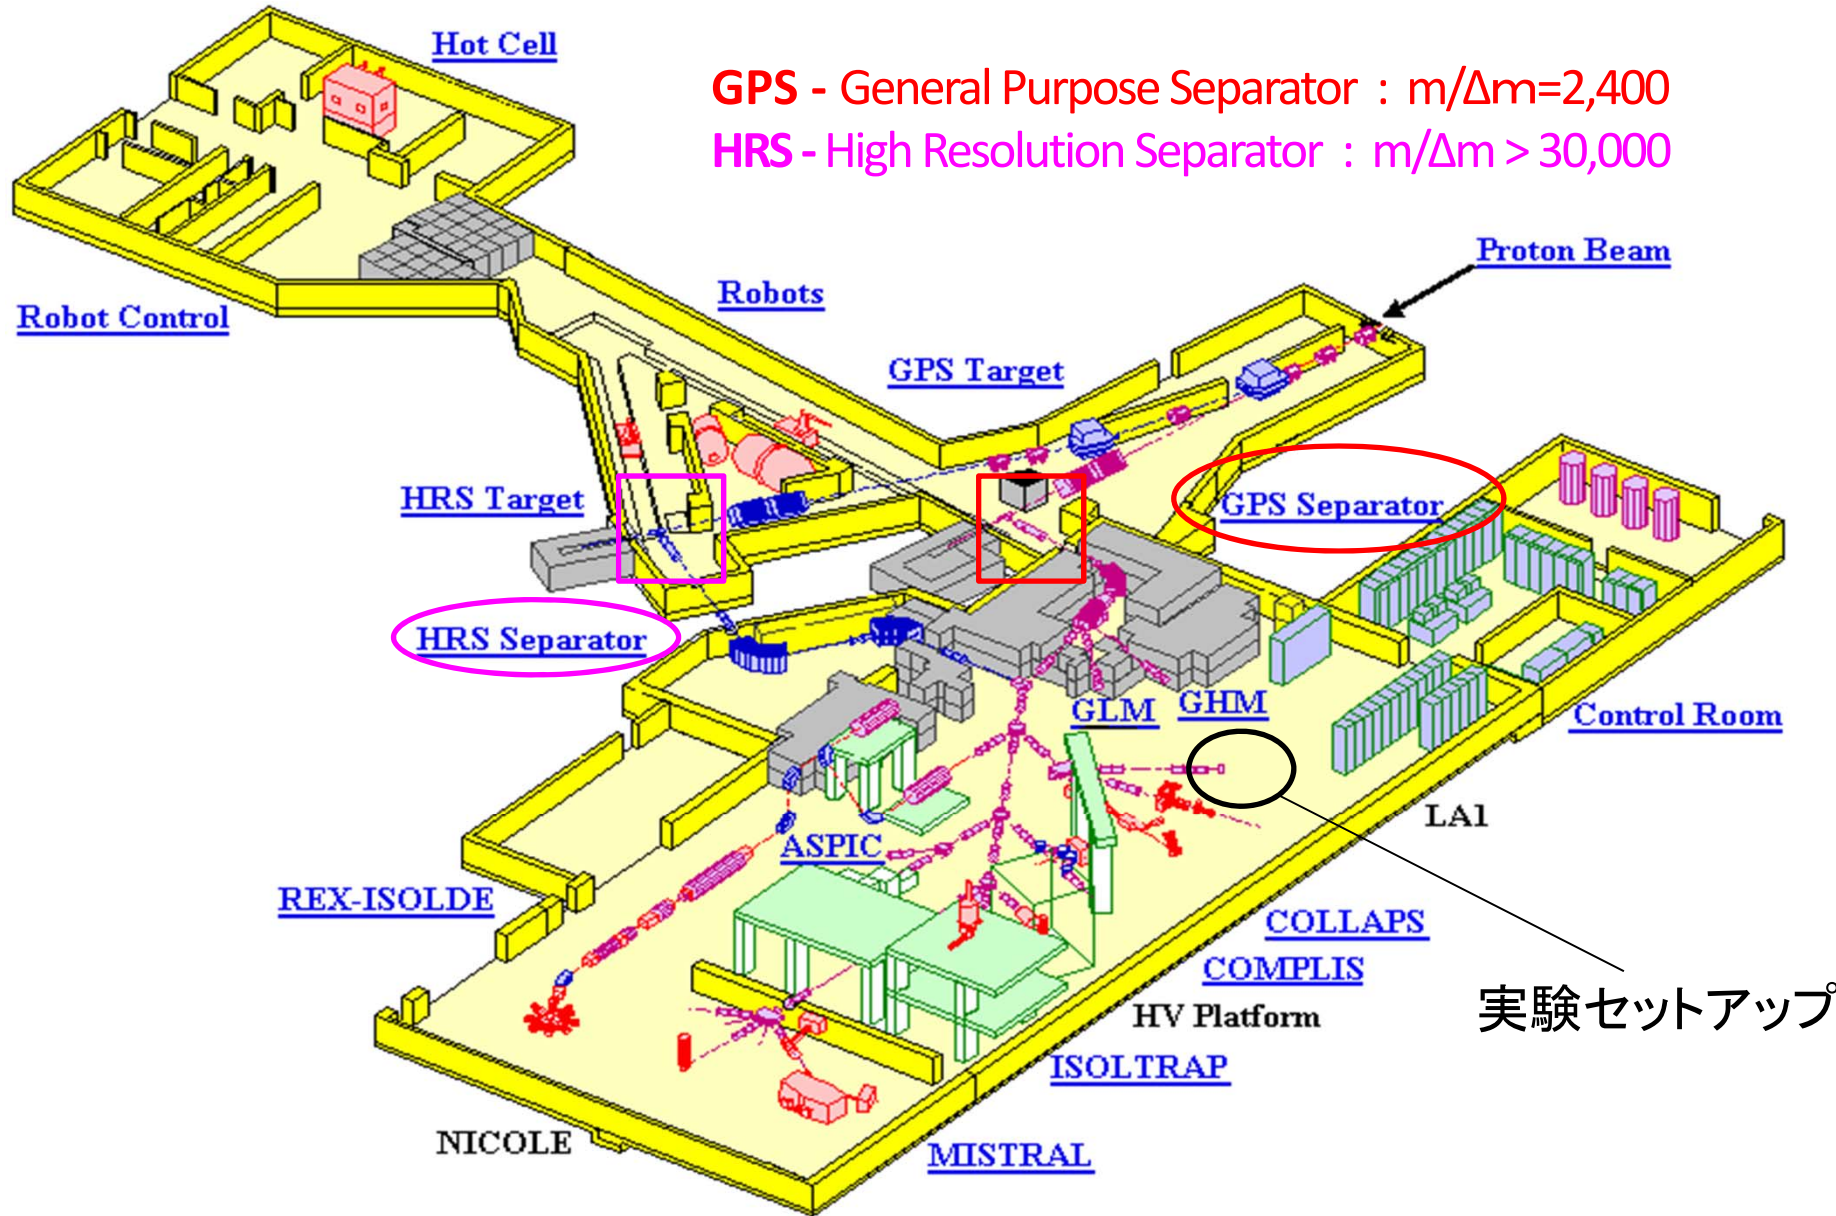 Hot Cell
GPS - General Purpose Separator : m/Δm=2,400
HRS - High Resolution Separator : m/Δm > 30,000
Proton Beam
Robots
Robot Control
GPS Target
HRS Target
GPS Separator
HRS Separator
GLM
GHM
Control Room
LA1
ASPIC
REX-ISOLDE
COLLAPS
COMPLIS
実験セットアップ
HV Platform
ISOLTRAP
NICOLE
MISTRAL